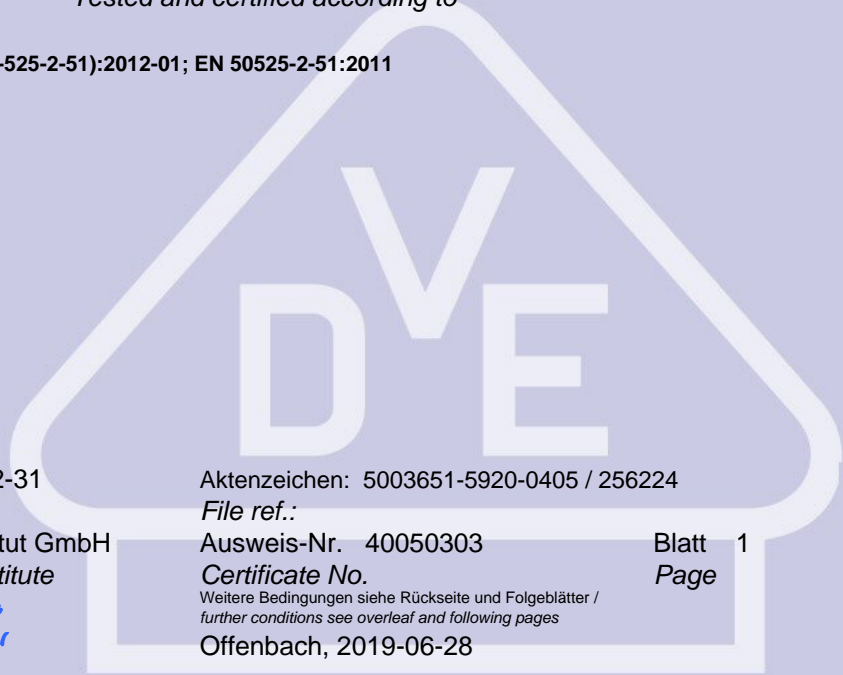 Tested and certified according to
-525-2-51):2012-01; EN 50525-2-51:2011
VDE
2-31
Aktenzeichen: 5003651-5920-0405 / 256224
File ref.:
tut GmbH
Ausweis-Nr. 40050303 Blatt 1
titute
Certificate No. Page
Weitere Bedingungen siehe Rückseite und Folgeblätter /
further conditions see overleaf and following pages
Offenbach, 2019-06-28